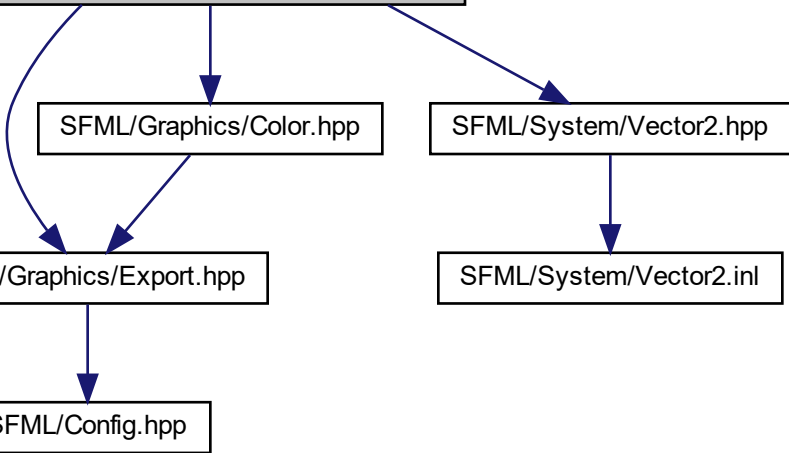 SFML/Graphics/Color.hpp
SFML/System/Vector2.hpp
/Graphics/Export.hpp
SFML/System/Vector2.inl
SFML/Config.hpp